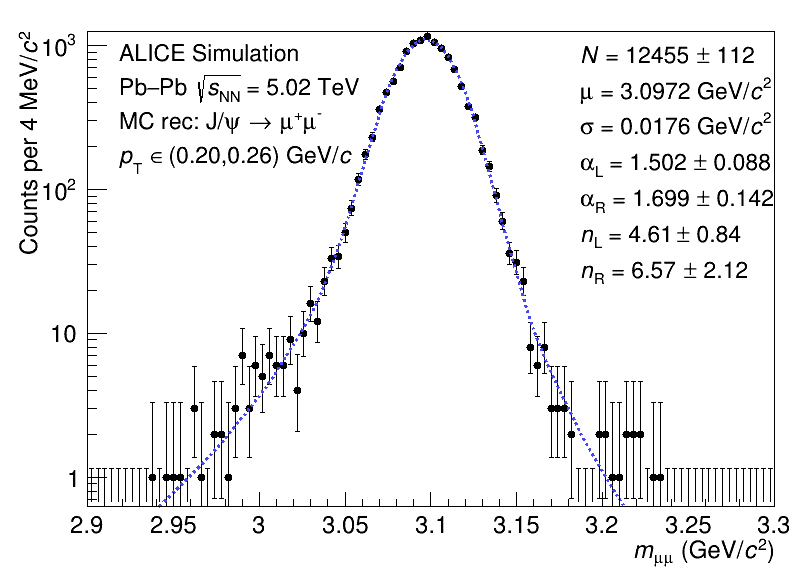 Counts per 4 MeV/c²
10³
10²
10
1
ALICE Simulation
Pb–Pb √sNN = 5.02 TeV
MC rec: J/ψ → μ⁺μ⁻
pT ∈ (0.20,0.26) GeV/c
N = 12455 ± 112
μ = 3.0972 GeV/c²
σ = 0.0176 GeV/c²
αL = 1.502 ± 0.088
αR = 1.699 ± 0.142
nL = 4.61 ± 0.84
nR = 6.57 ± 2.12
2.9 2.95 3 3.05 3.1 3.15 3.2 3.25 3.3
mμμ (GeV/c²)